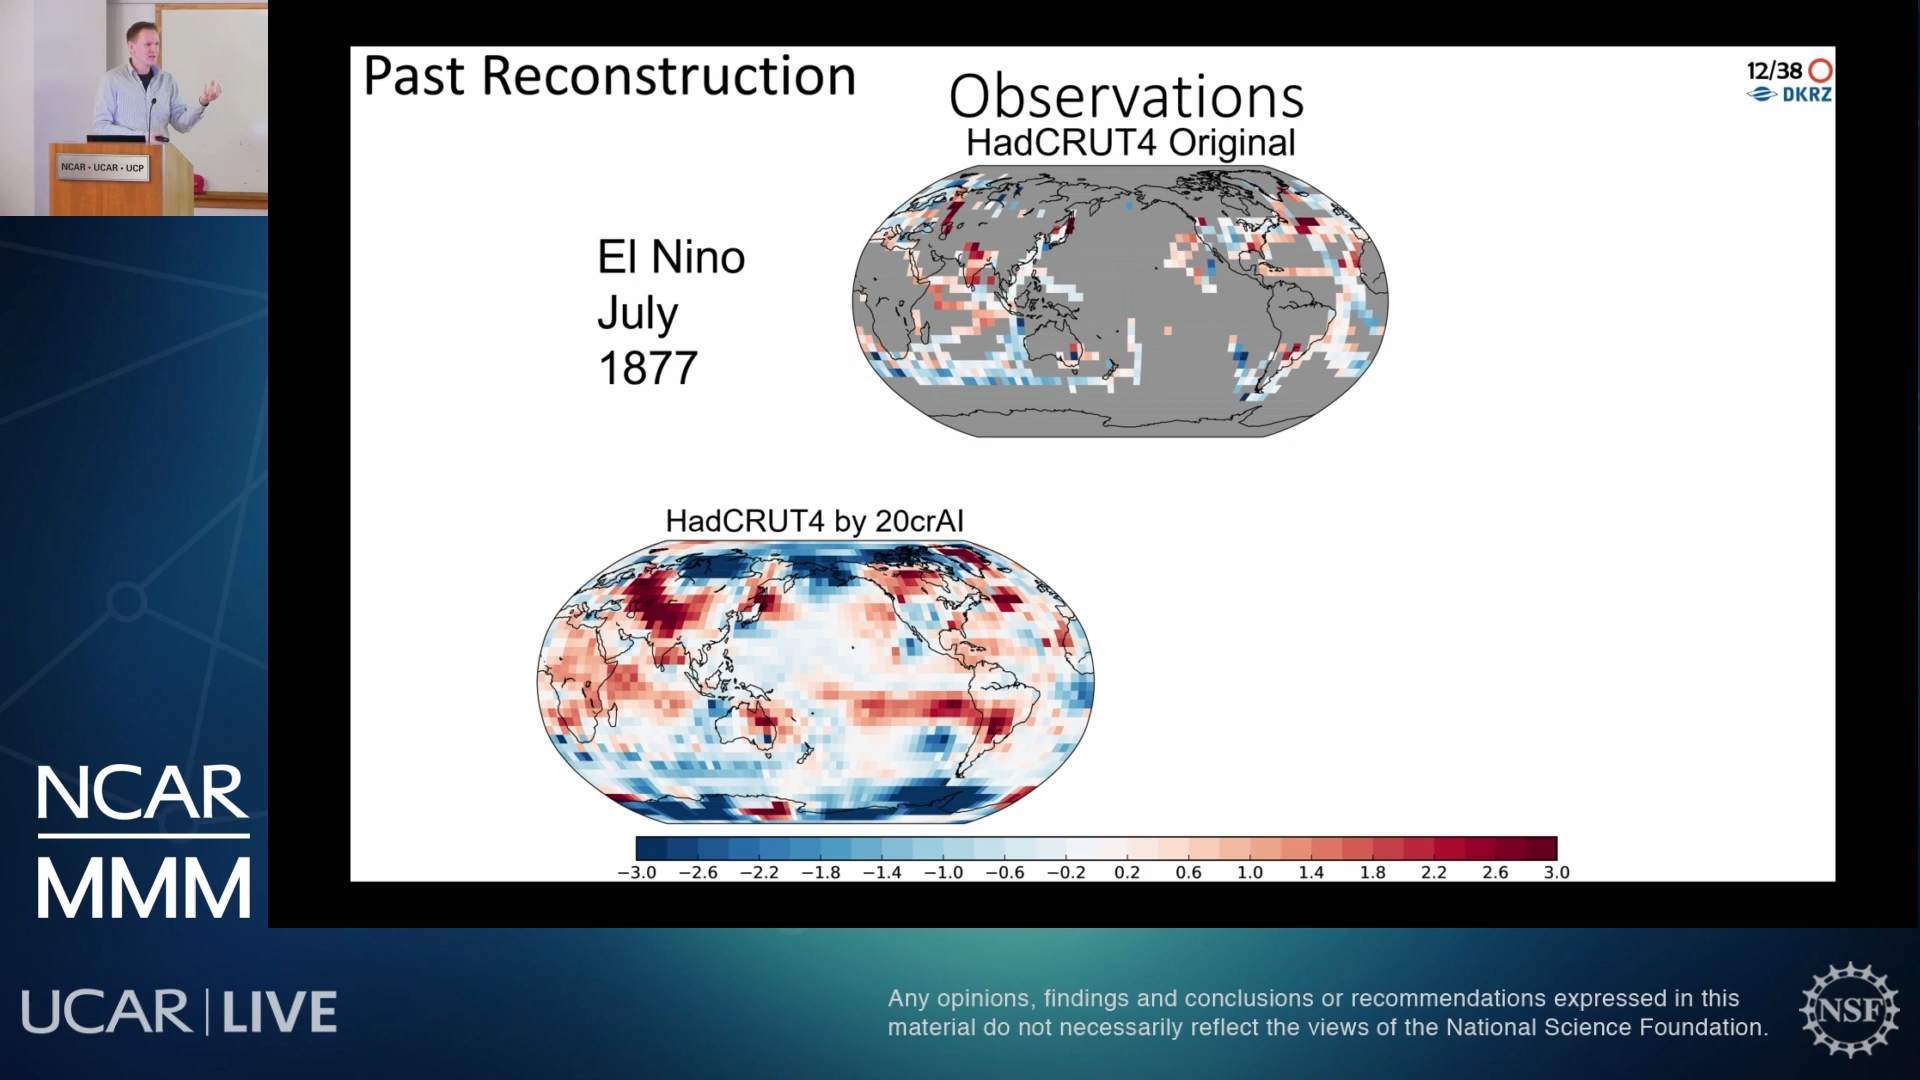 NCAR • UCAR • UCP
Past Reconstruction
Observations
HadCRUT4 Original
12/38
DKRZ
El Nino
July
1877
HadCRUT4 by 20crAI
−3.0 −2.6 −2.2 −1.8 −1.4 −1.0 −0.6 −0.2 0.2 0.6 1.0 1.4 1.8 2.2 2.6 3.0
NCAR
MMM
UCAR | LIVE
Any opinions, findings and conclusions or recommendations expressed in this
material do not necessarily reflect the views of the National Science Foundation.
NSF